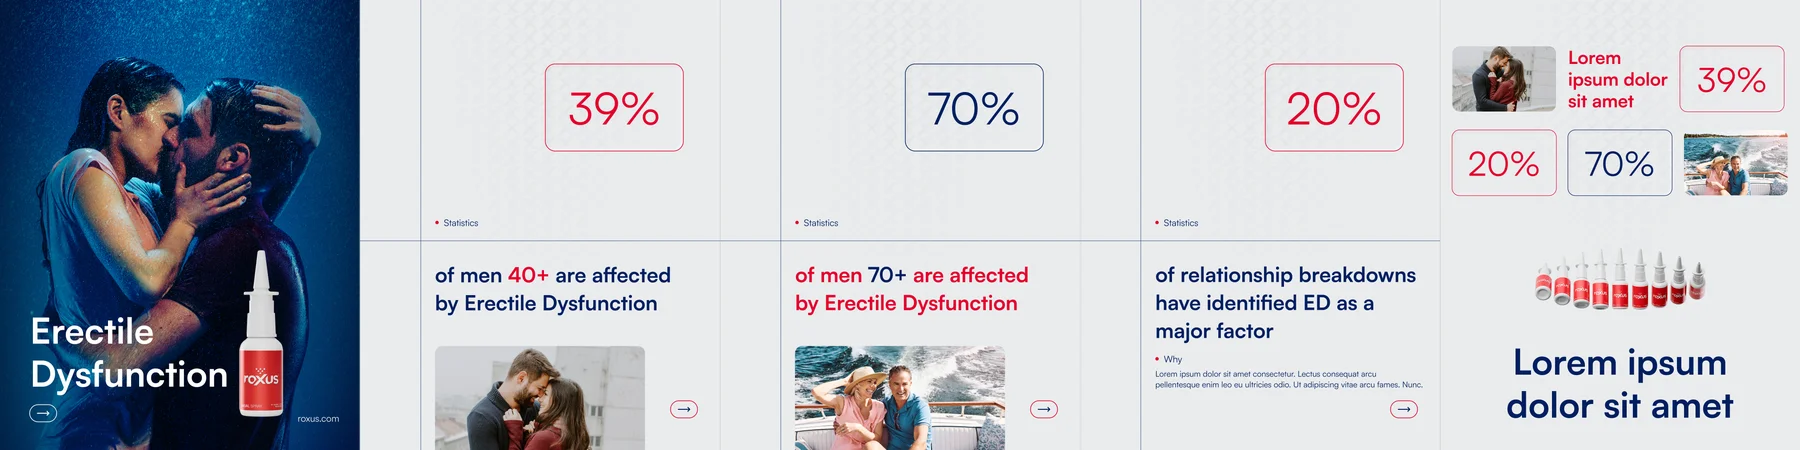 Erectile
Dysfunction
roxus
roxus.com
39%
Statistics
of men 40+ are affected
by Erectile Dysfunction
70%
Statistics
of men 70+ are affected
by Erectile Dysfunction
20%
Statistics
of relationship breakdowns
have identified ED as a
major factor
Why
Lorem ipsum dolor sit amet consectetur. Lectus consequat arcu
pellentesque enim leo eu ultricies odio. Ut adipiscing vitae arcu fames. Nunc.
Lorem
ipsum dolor
sit amet
39%
20%
70%
roxus
Lorem ipsum
dolor sit amet